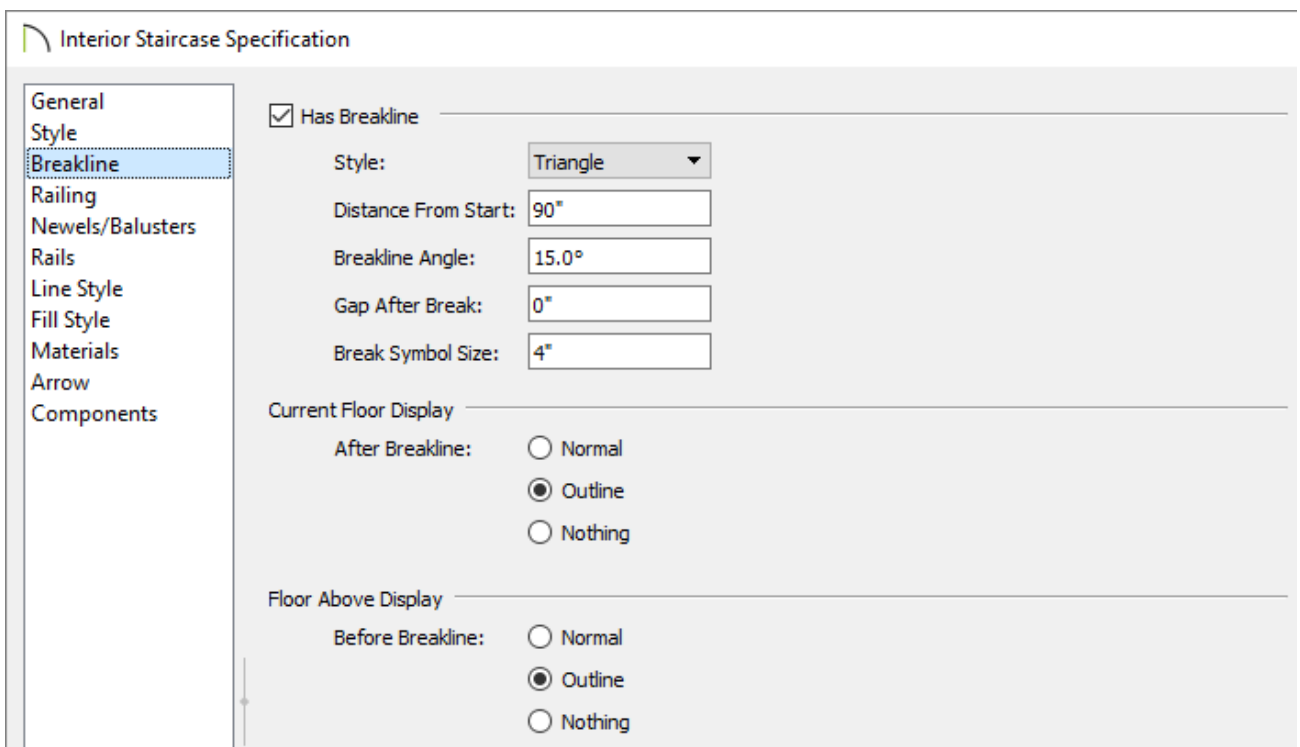 Interior Staircase Specification
General
Style
Breakline
Railing
Newels/Balusters
Rails
Line Style
Fill Style
Materials
Arrow
Components
Has Breakline
Style: Triangle
Distance From Start: 90"
Breakline Angle: 15.0°
Gap After Break: 0"
Break Symbol Size: 4"
Current Floor Display
After Breakline: Normal
Outline
Nothing
Floor Above Display
Before Breakline: Normal
Outline
Nothing